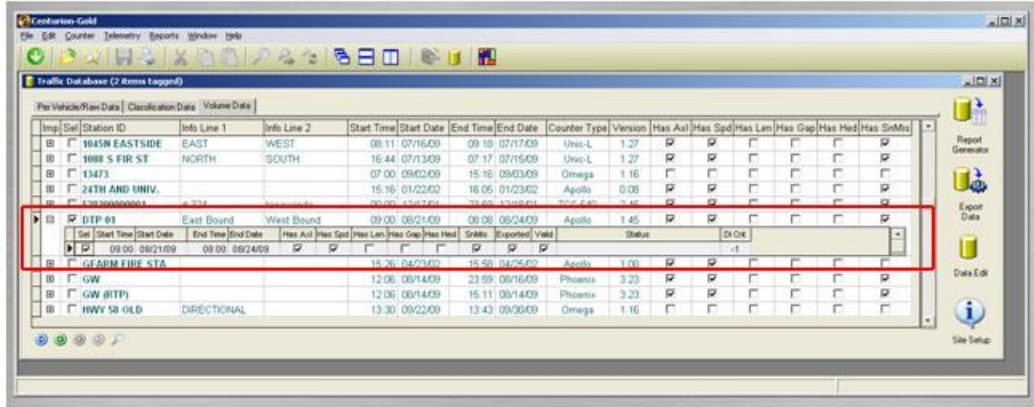 Centurion-Gold
File Edit Counter Telemetry Reports Window Help
Traffic Database (2 items tagged)
Per Vehicle/Raw Data Classification Data Volume Data
Imp Sel Station ID Info Line 1 Info Line 2 Start Time Start Date End Time End Date Counter Type Version Has Axl Has Spd Has Len Has Gap Has Hed Has SnMis
1045N EASTSIDE EAST WEST 08:11 07/16/09 09:18 07/17/09 Unic-L 1.27
1088 S FIR ST NORTH SOUTH 16:44 07/13/09 07:17 07/15/09 Unic-L 1.27
13473 07:00 09/02/09 15:16 09/03/09 Omega 1.16
24TH AND UNIV. 15:16 01/22/02 16:05 01/23/02 Apollo 0.08
DTP 01 East Bound West Bound 09:00 08/21/09 08:08 08/24/09 Apollo 1.45
Sel Start Time Start Date End Time End Date Has Axl Has Spd Has Len Has Gap Has Hed SnMis Exported Valid Status DI Cnt
09:00 08/21/09 08:00 08/24/09 -1
GEARM FIRE STA 15:26 04/23/02 15:58 04/25/02 Apollo 1.00
GW 12:06 08/14/09 23:59 08/16/09 Phoenix 3.23
GW (RTP) 12:06 08/14/09 15:11 08/14/09 Phoenix 3.23
HWY 58 OLD DIRECTIONAL 13:30 09/22/09 13:43 09/30/09 Omega 1.16
Report
Generator
Export
Data
Data Edit
Site Setup